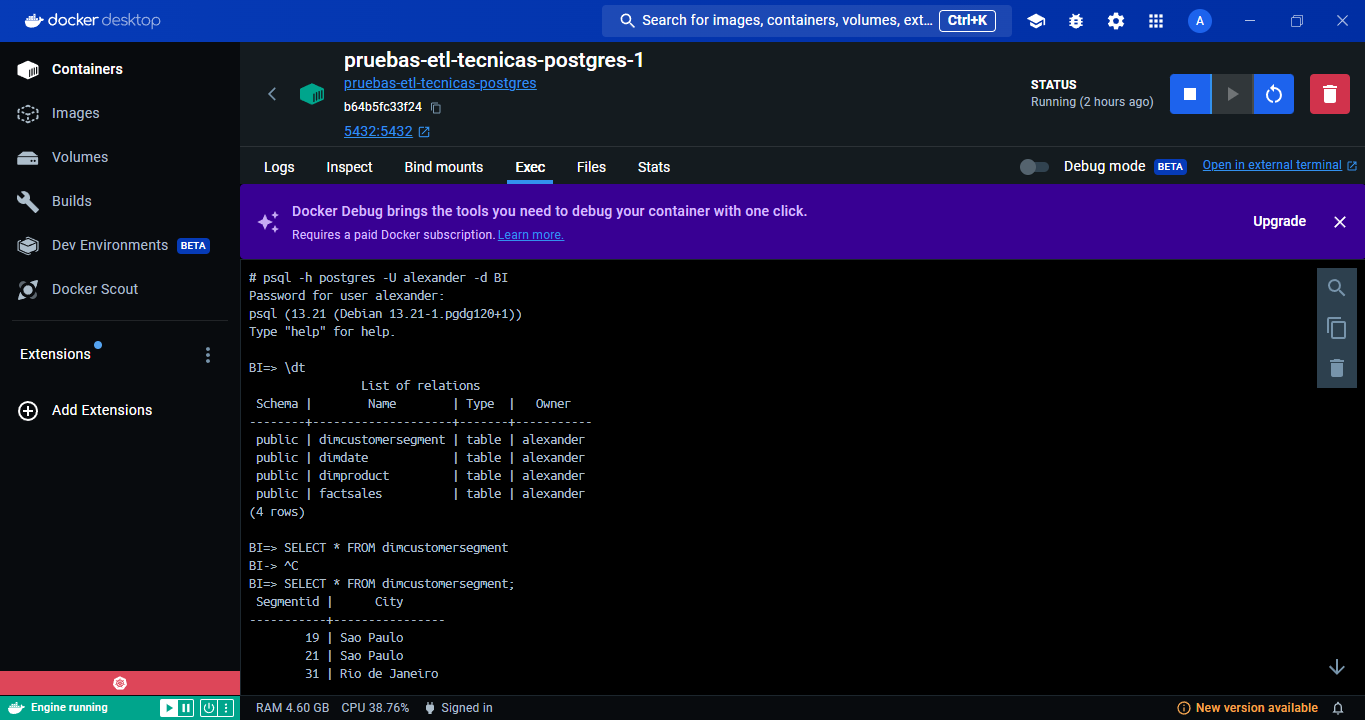 docker desktop
Search for images, containers, volumes, ext...
Ctrl+K
A
Containers
Images
Volumes
Builds
Dev Environments BETA
Docker Scout
Extensions
Add Extensions
pruebas-etl-tecnicas-postgres-1
pruebas-etl-tecnicas-postgres
b64b5fc33f24
5432:5432
STATUS
Running (2 hours ago)
Logs Inspect Bind mounts Exec Files Stats
Debug mode BETA Open in external terminal
Docker Debug brings the tools you need to debug your container with one click.
Requires a paid Docker subscription. Learn more.
Upgrade
# psql -h postgres -U alexander -d BI
Password for user alexander:
psql (13.21 (Debian 13.21-1.pgdg120+1))
Type "help" for help.
BI=> \dt
List of relations
Schema | Name | Type | Owner
--------+--------------------+-------+-----------
public | dimcustomersegment | table | alexander
public | dimdate | table | alexander
public | dimproduct | table | alexander
public | factsales | table | alexander
(4 rows)
BI=> SELECT * FROM dimcustomersegment
BI-> ^C
BI=> SELECT * FROM dimcustomersegment;
Segmentid | City
-----------+----------------
19 | Sao Paulo
21 | Sao Paulo
31 | Rio de Janeiro
Engine running
RAM 4.60 GB CPU 38.76% Signed in
New version available